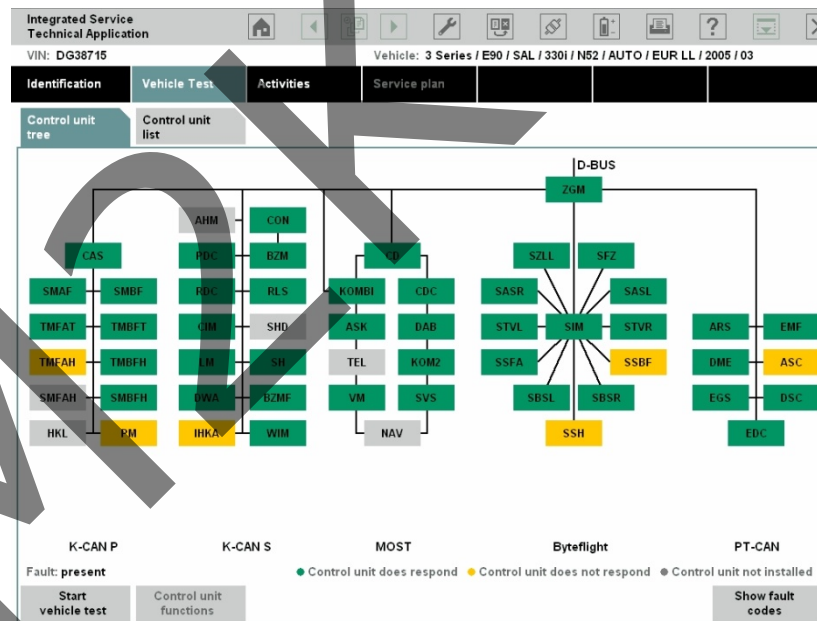 Integrated Service
Technical Application
?
VIN: DG38715
Vehicle: 3 Series / E90 / SAL / 330i / N52 / AUTO / EUR LL / 2005 / 03
Identification
Vehicle Test
Activities
Service plan
Control unit
tree
Control unit
list
D-BUS
ZGM
AHM CON
CAS PDC BZM CD SZLL SFZ
SMAF SMBF RDC RLS KOMBI CDC SASR SASL
TMFAT TMBFT CIM SHD ASK DAB STVL SIM STVR ARS EMF
TMFAH TMBFH LM SH TEL KOM2 SSFA SSBF DME ASC
SMFAH SMBFH DWA BZMF VM SVS SBSL SBSR EGS DSC
HKL PM IHKA WIM NAV SSH EDC
K-CAN P K-CAN S MOST Byteflight PT-CAN
Fault: present
Control unit does respond Control unit does not respond Control unit not installed
Start
vehicle test
Control unit
functions
Show fault
codes